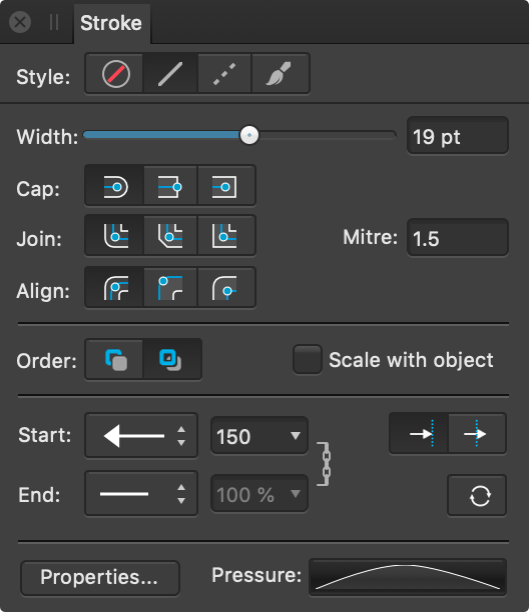 Stroke
Style:
Width: 19 pt
Cap:
Join: Mitre: 1.5
Align:
Order: Scale with object
Start: 150
End: 100 %
Properties... Pressure: